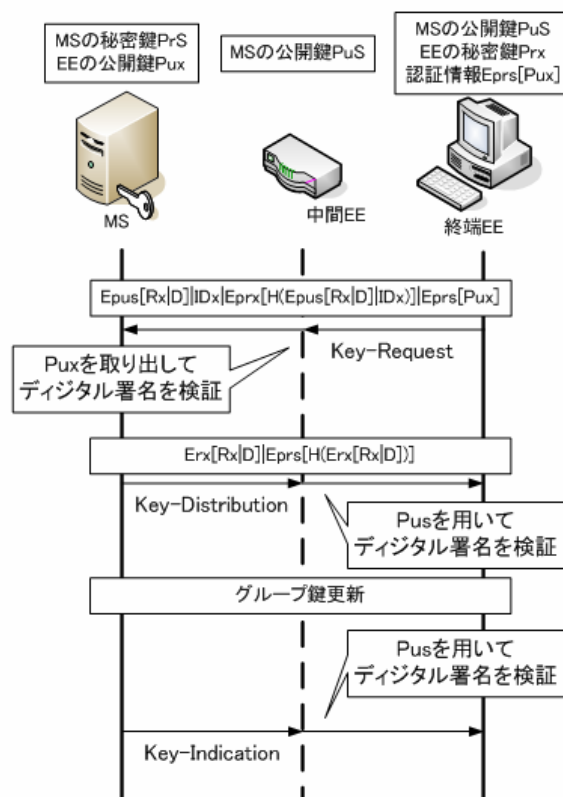 MSの秘密鍵PrS
EEの公開鍵Pux
MSの公開鍵PuS
MSの公開鍵PuS
EEの秘密鍵Prx
認証情報Eprs[Pux]
MS
中間EE
終端EE
Epus[Rx|D]|IDx|Eprx[H(Epus[Rx|D]|IDx)]|Eprs[Pux]
Key-Request
Puxを取り出して
ディジタル署名を検証
Erx[Rx|D]|Eprs[H(Erx[Rx|D])]
Key-Distribution
Pusを用いて
ディジタル署名を検証
グループ鍵更新
Pusを用いて
ディジタル署名を検証
Key-Indication